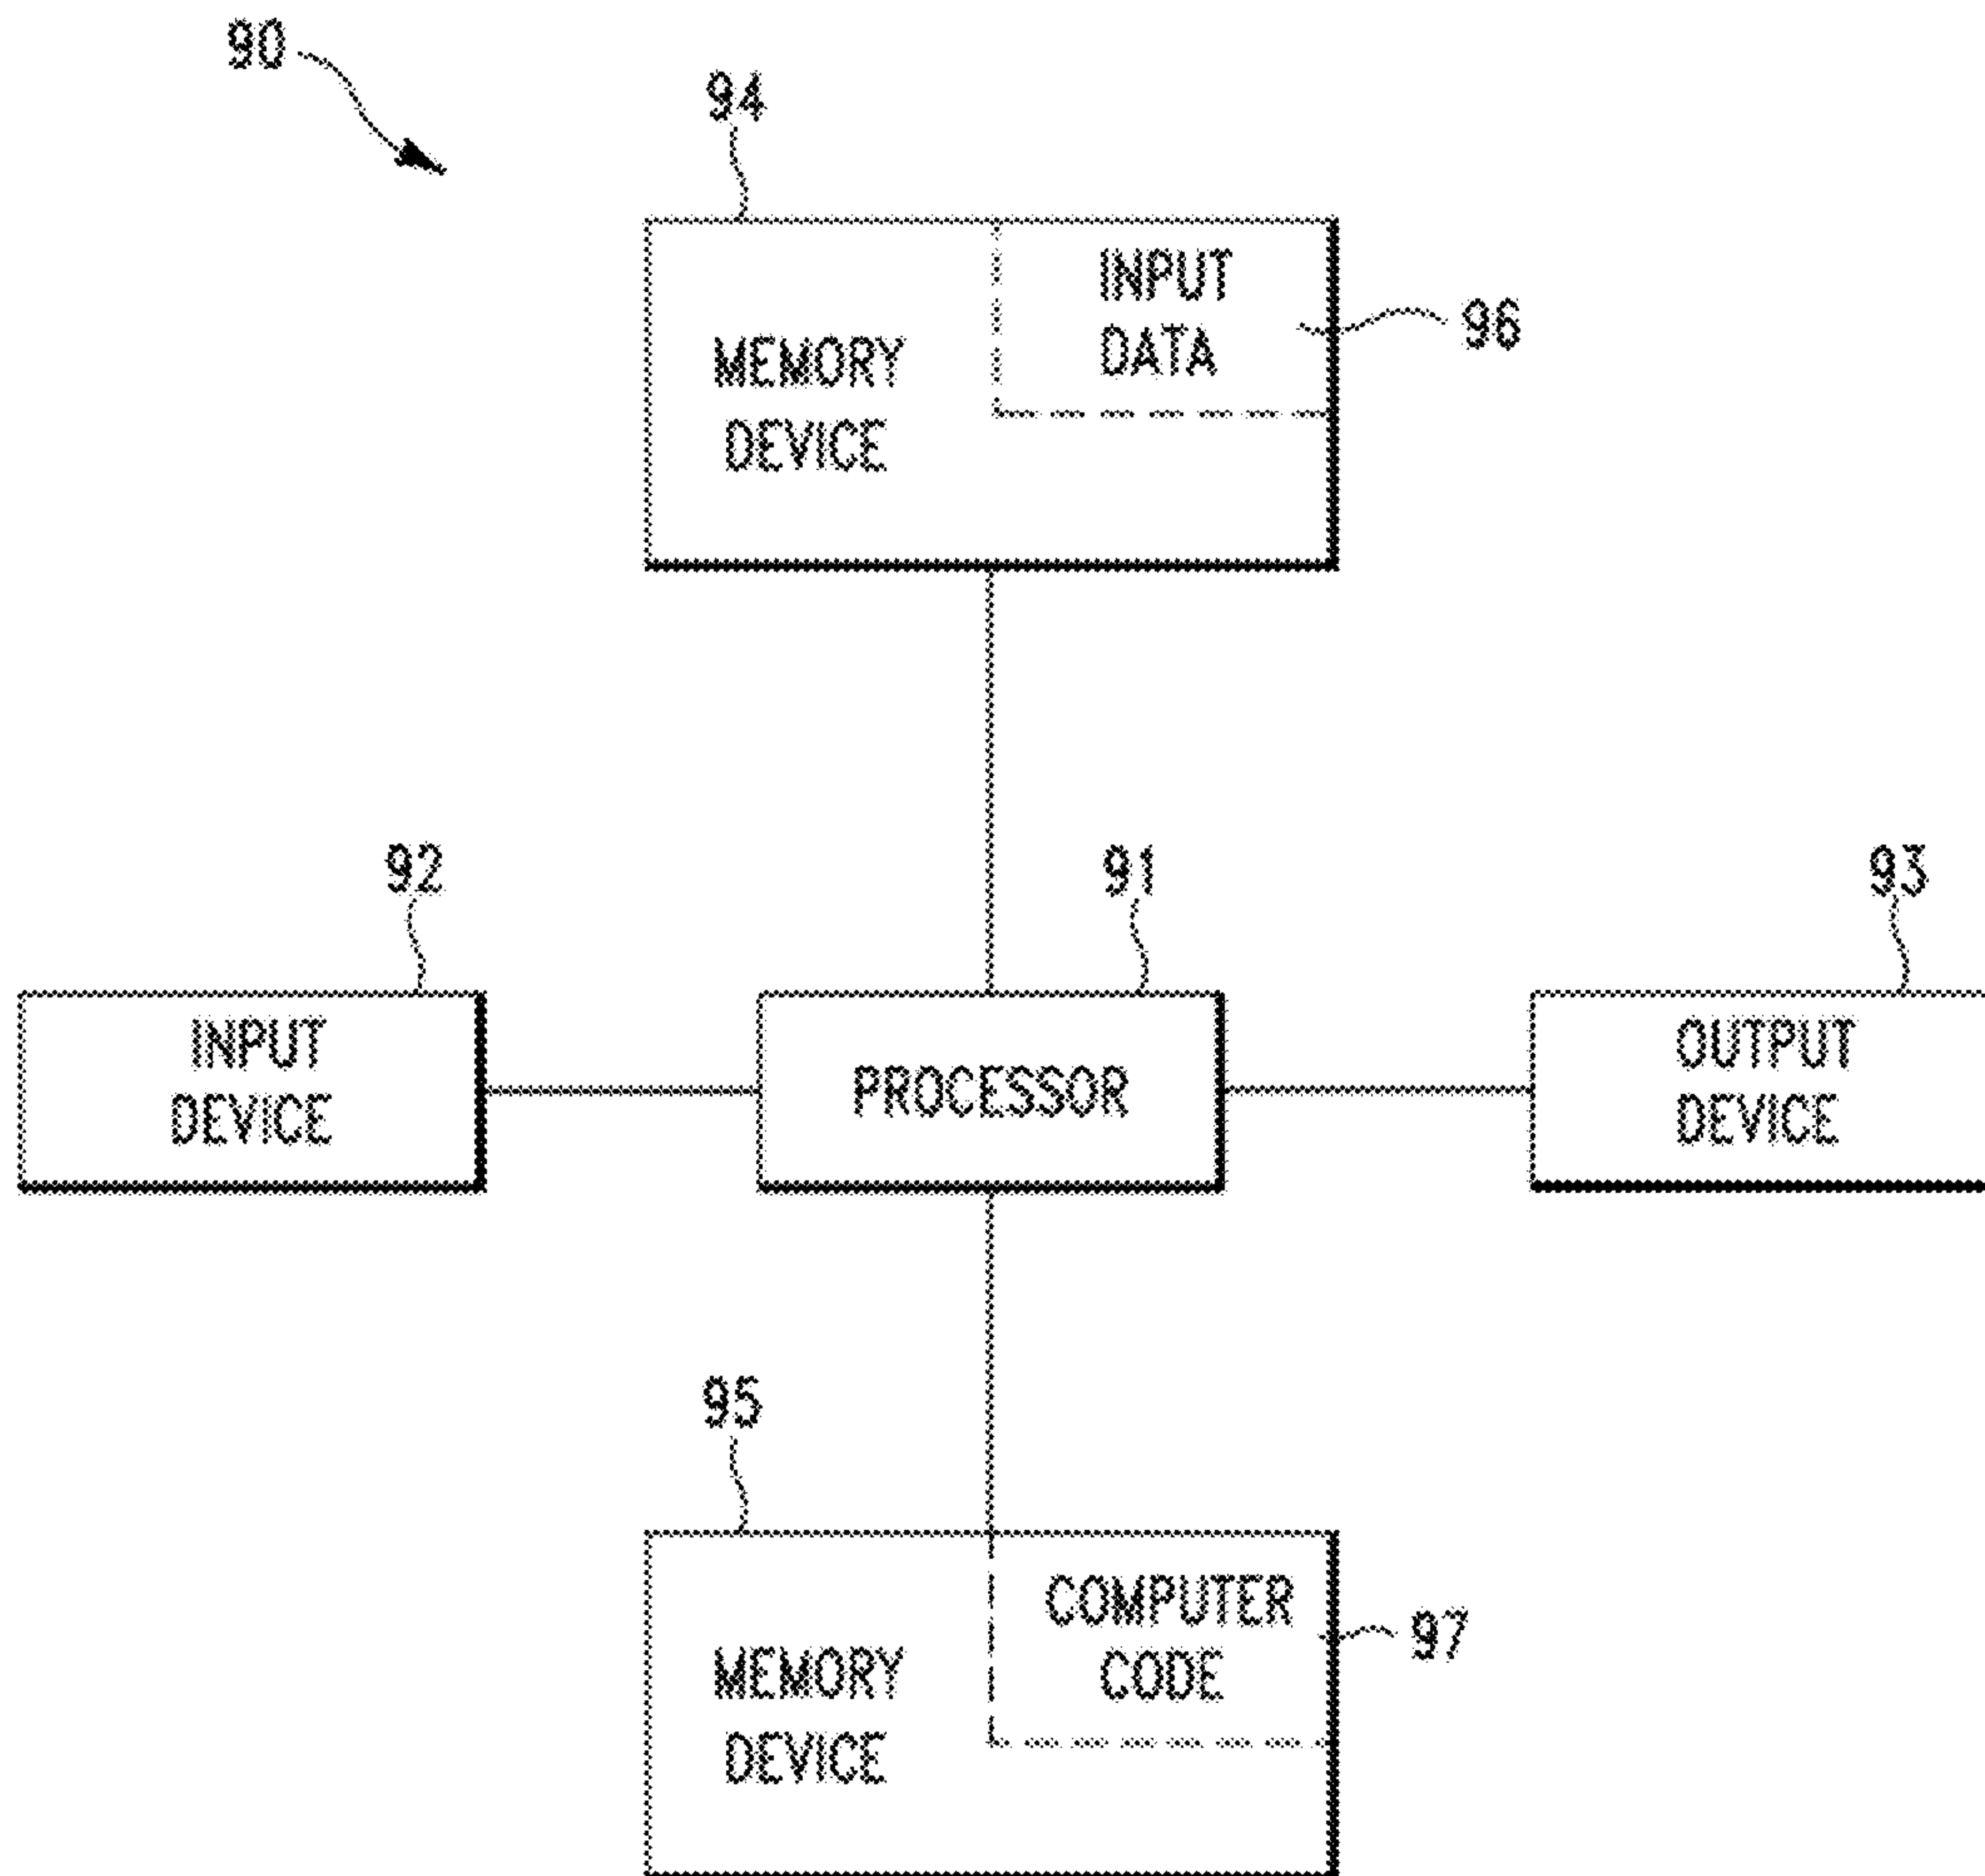 90
94
INPUT
DATA
96
MEMORY
DEVICE
92
91
93
INPUT
DEVICE
PROCESSOR
OUTPUT
DEVICE
95
COMPUTER
CODE
97
MEMORY
DEVICE